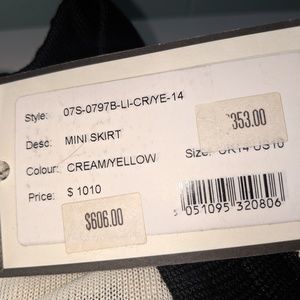 Style: 07S-0797B-LI-CR/YE-14
$353.00
Desc: MINI SKIRT
Colour: CREAM/YELLOW
Size: UK14 US10
Price: $ 1010
$606.00
5 051095 320806